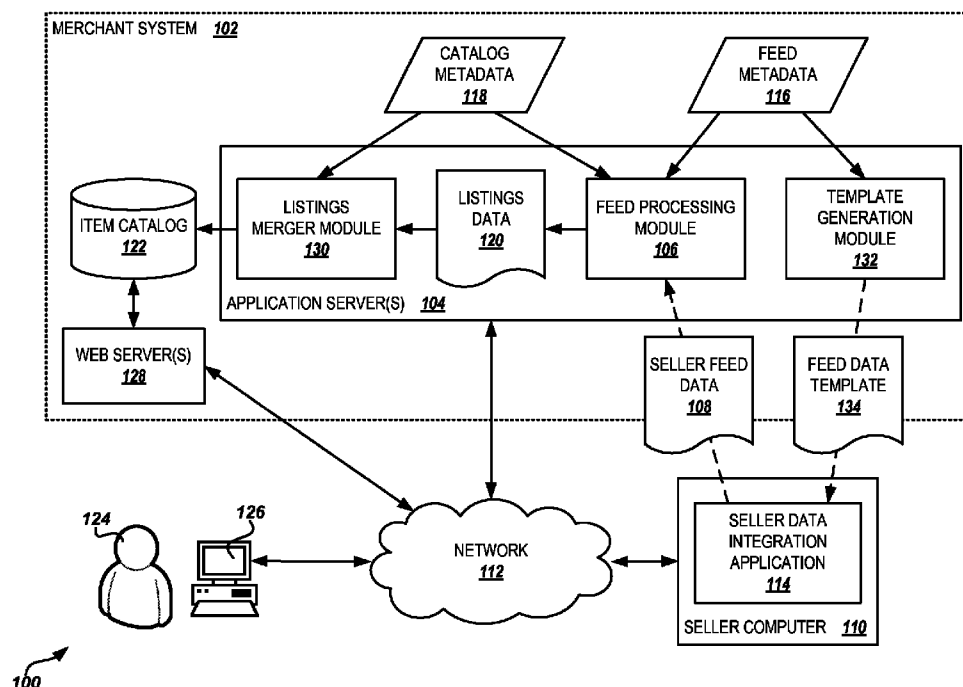 MERCHANT SYSTEM 102
CATALOG
METADATA
118
FEED
METADATA
116
LISTINGS
MERGER MODULE
130
LISTINGS
DATA
120
FEED PROCESSING
MODULE
106
TEMPLATE
GENERATION
MODULE
132
ITEM CATALOG
122
APPLICATION SERVER(S) 104
WEB SERVER(S)
128
SELLER FEED
DATA
108
FEED DATA
TEMPLATE
134
124
126
NETWORK
112
SELLER DATA
INTEGRATION
APPLICATION
114
SELLER COMPUTER 110
100